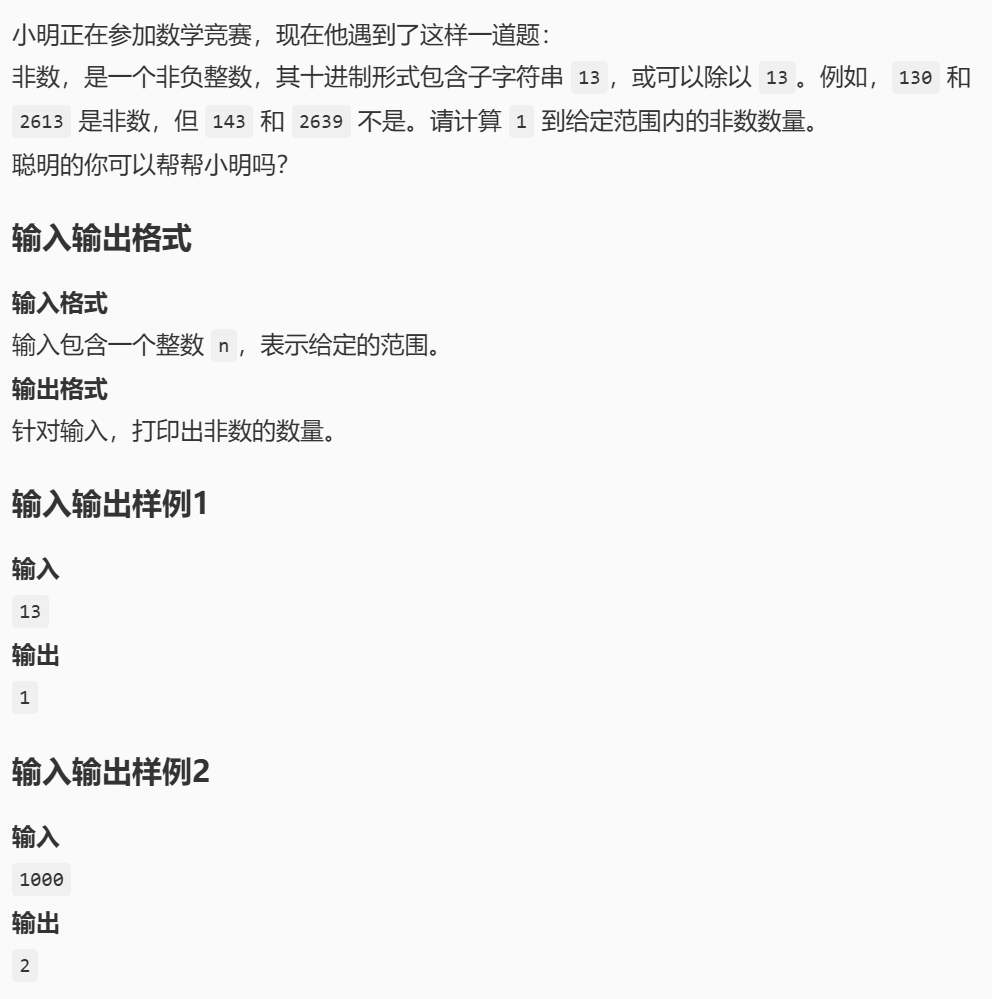 小明正在参加数学竞赛，现在他遇到了这样一道题：
非数，是一个非负整数，其十进制形式包含子字符串 13，或可以除以 13。例如，130 和
2613 是非数，但 143 和 2639 不是。请计算 1 到给定范围内的非数数量。
聪明的你可以帮帮小明吗？
输入输出格式
输入格式
输入包含一个整数 n，表示给定的范围。
输出格式
针对输入，打印出非数的数量。
输入输出样例1
输入
13
输出
1
输入输出样例2
输入
1000
输出
2